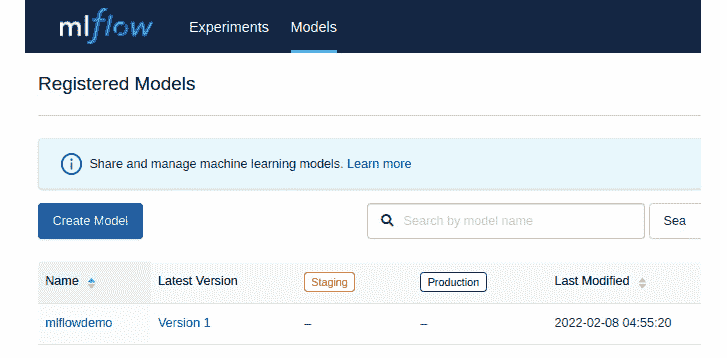 mlflow Experiments Models
Registered Models
Share and manage machine learning models. Learn more
Create Model Search by model name Sea
Name Latest Version Staging Production Last Modified
mlflowdemo Version 1 – – 2022-02-08 04:55:20